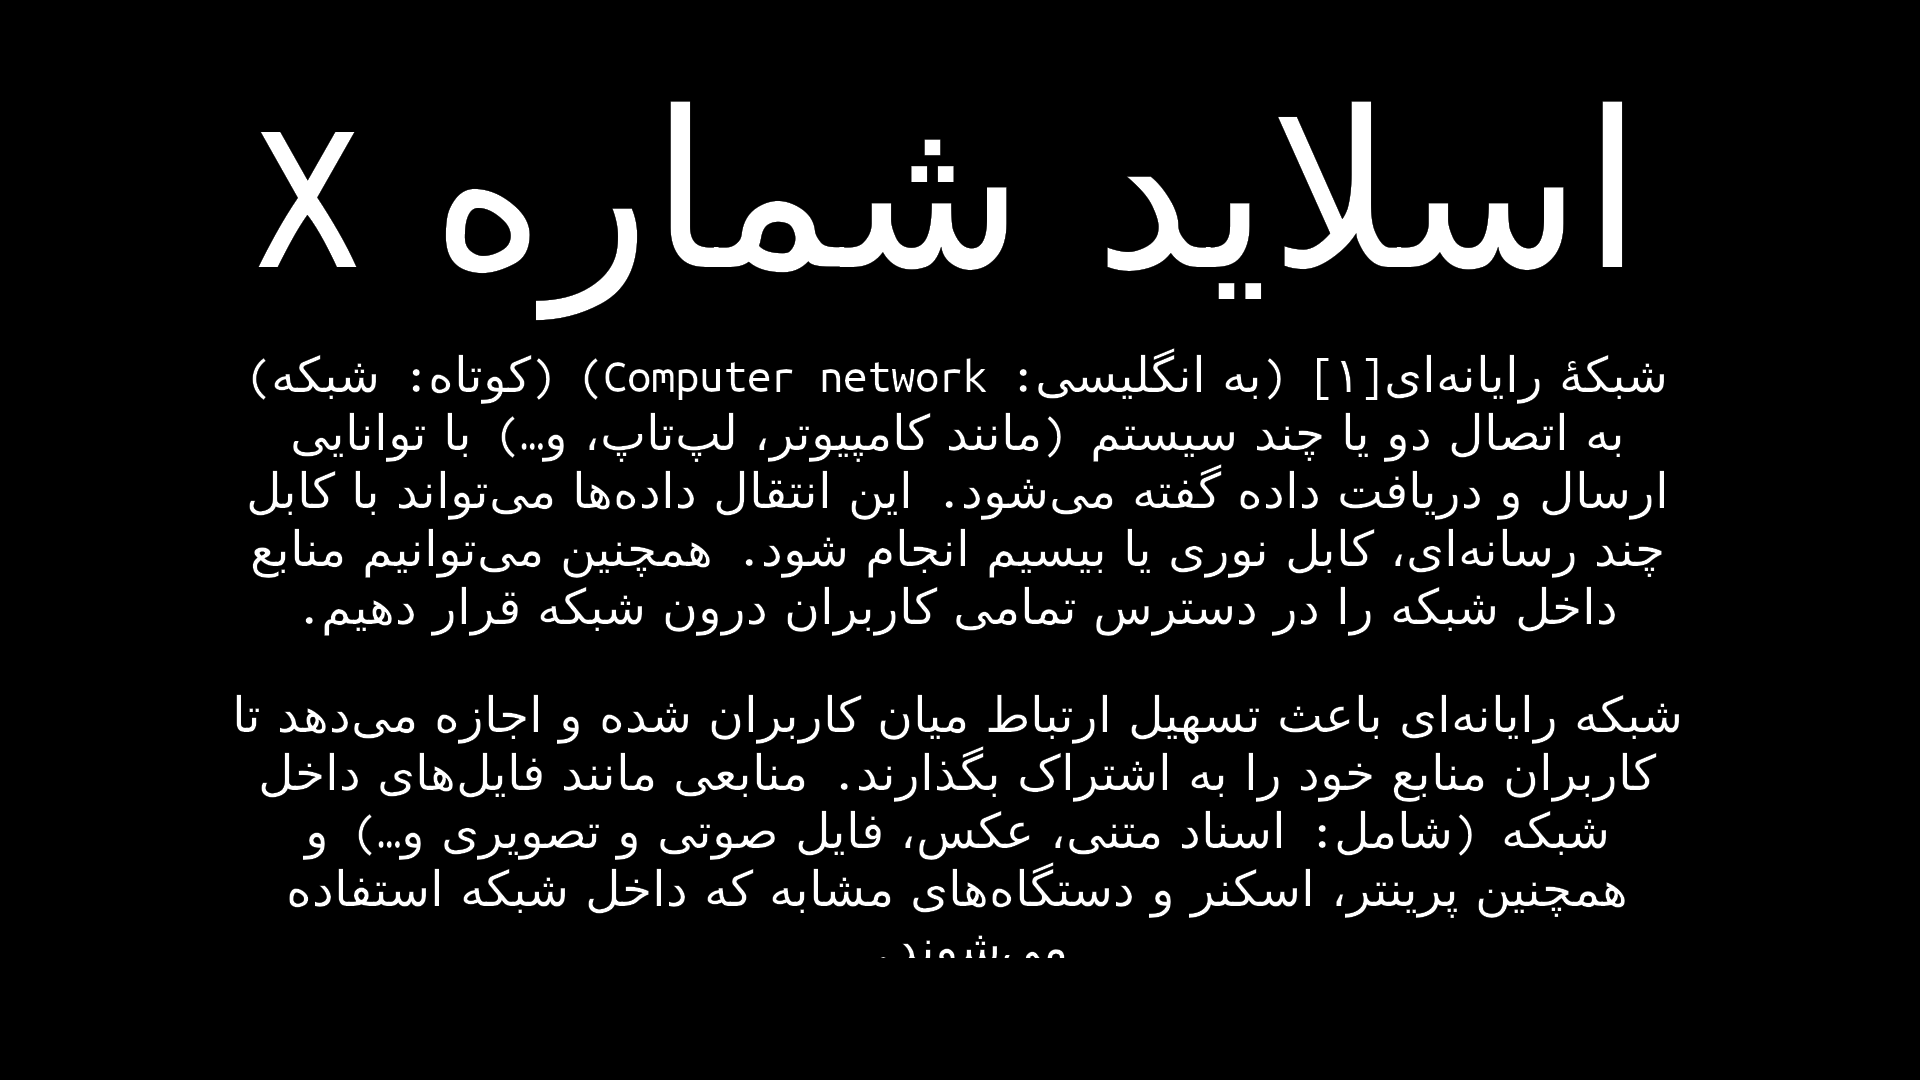 اسلاید شماره X
شبکهٔ رایانه‌ای[۱] (به انگلیسی: Computer network) (کوتاه: شبکه)
به اتصال دو یا چند سیستم (مانند کامپیوتر، لپ‌تاپ، و…) با توانایی
ارسال و دریافت داده گفته می‌شود. این انتقال داده‌ها می‌تواند با کابل
چند رسانه‌ای، کابل نوری یا بیسیم انجام شود. همچنین می‌توانیم منابع
داخل شبکه را در دسترس تمامی کاربران درون شبکه قرار دهیم.
شبکه رایانه‌ای باعث تسهیل ارتباط میان کاربران شده و اجازه می‌دهد تا
کاربران منابع خود را به اشتراک بگذارند. منابعی مانند فایل‌های داخل
شبکه (شامل: اسناد متنی، عکس، فایل صوتی و تصویری و…) و
همچنین پرینتر، اسکنر و دستگاه‌های مشابه که داخل شبکه استفاده
می‌شوند.